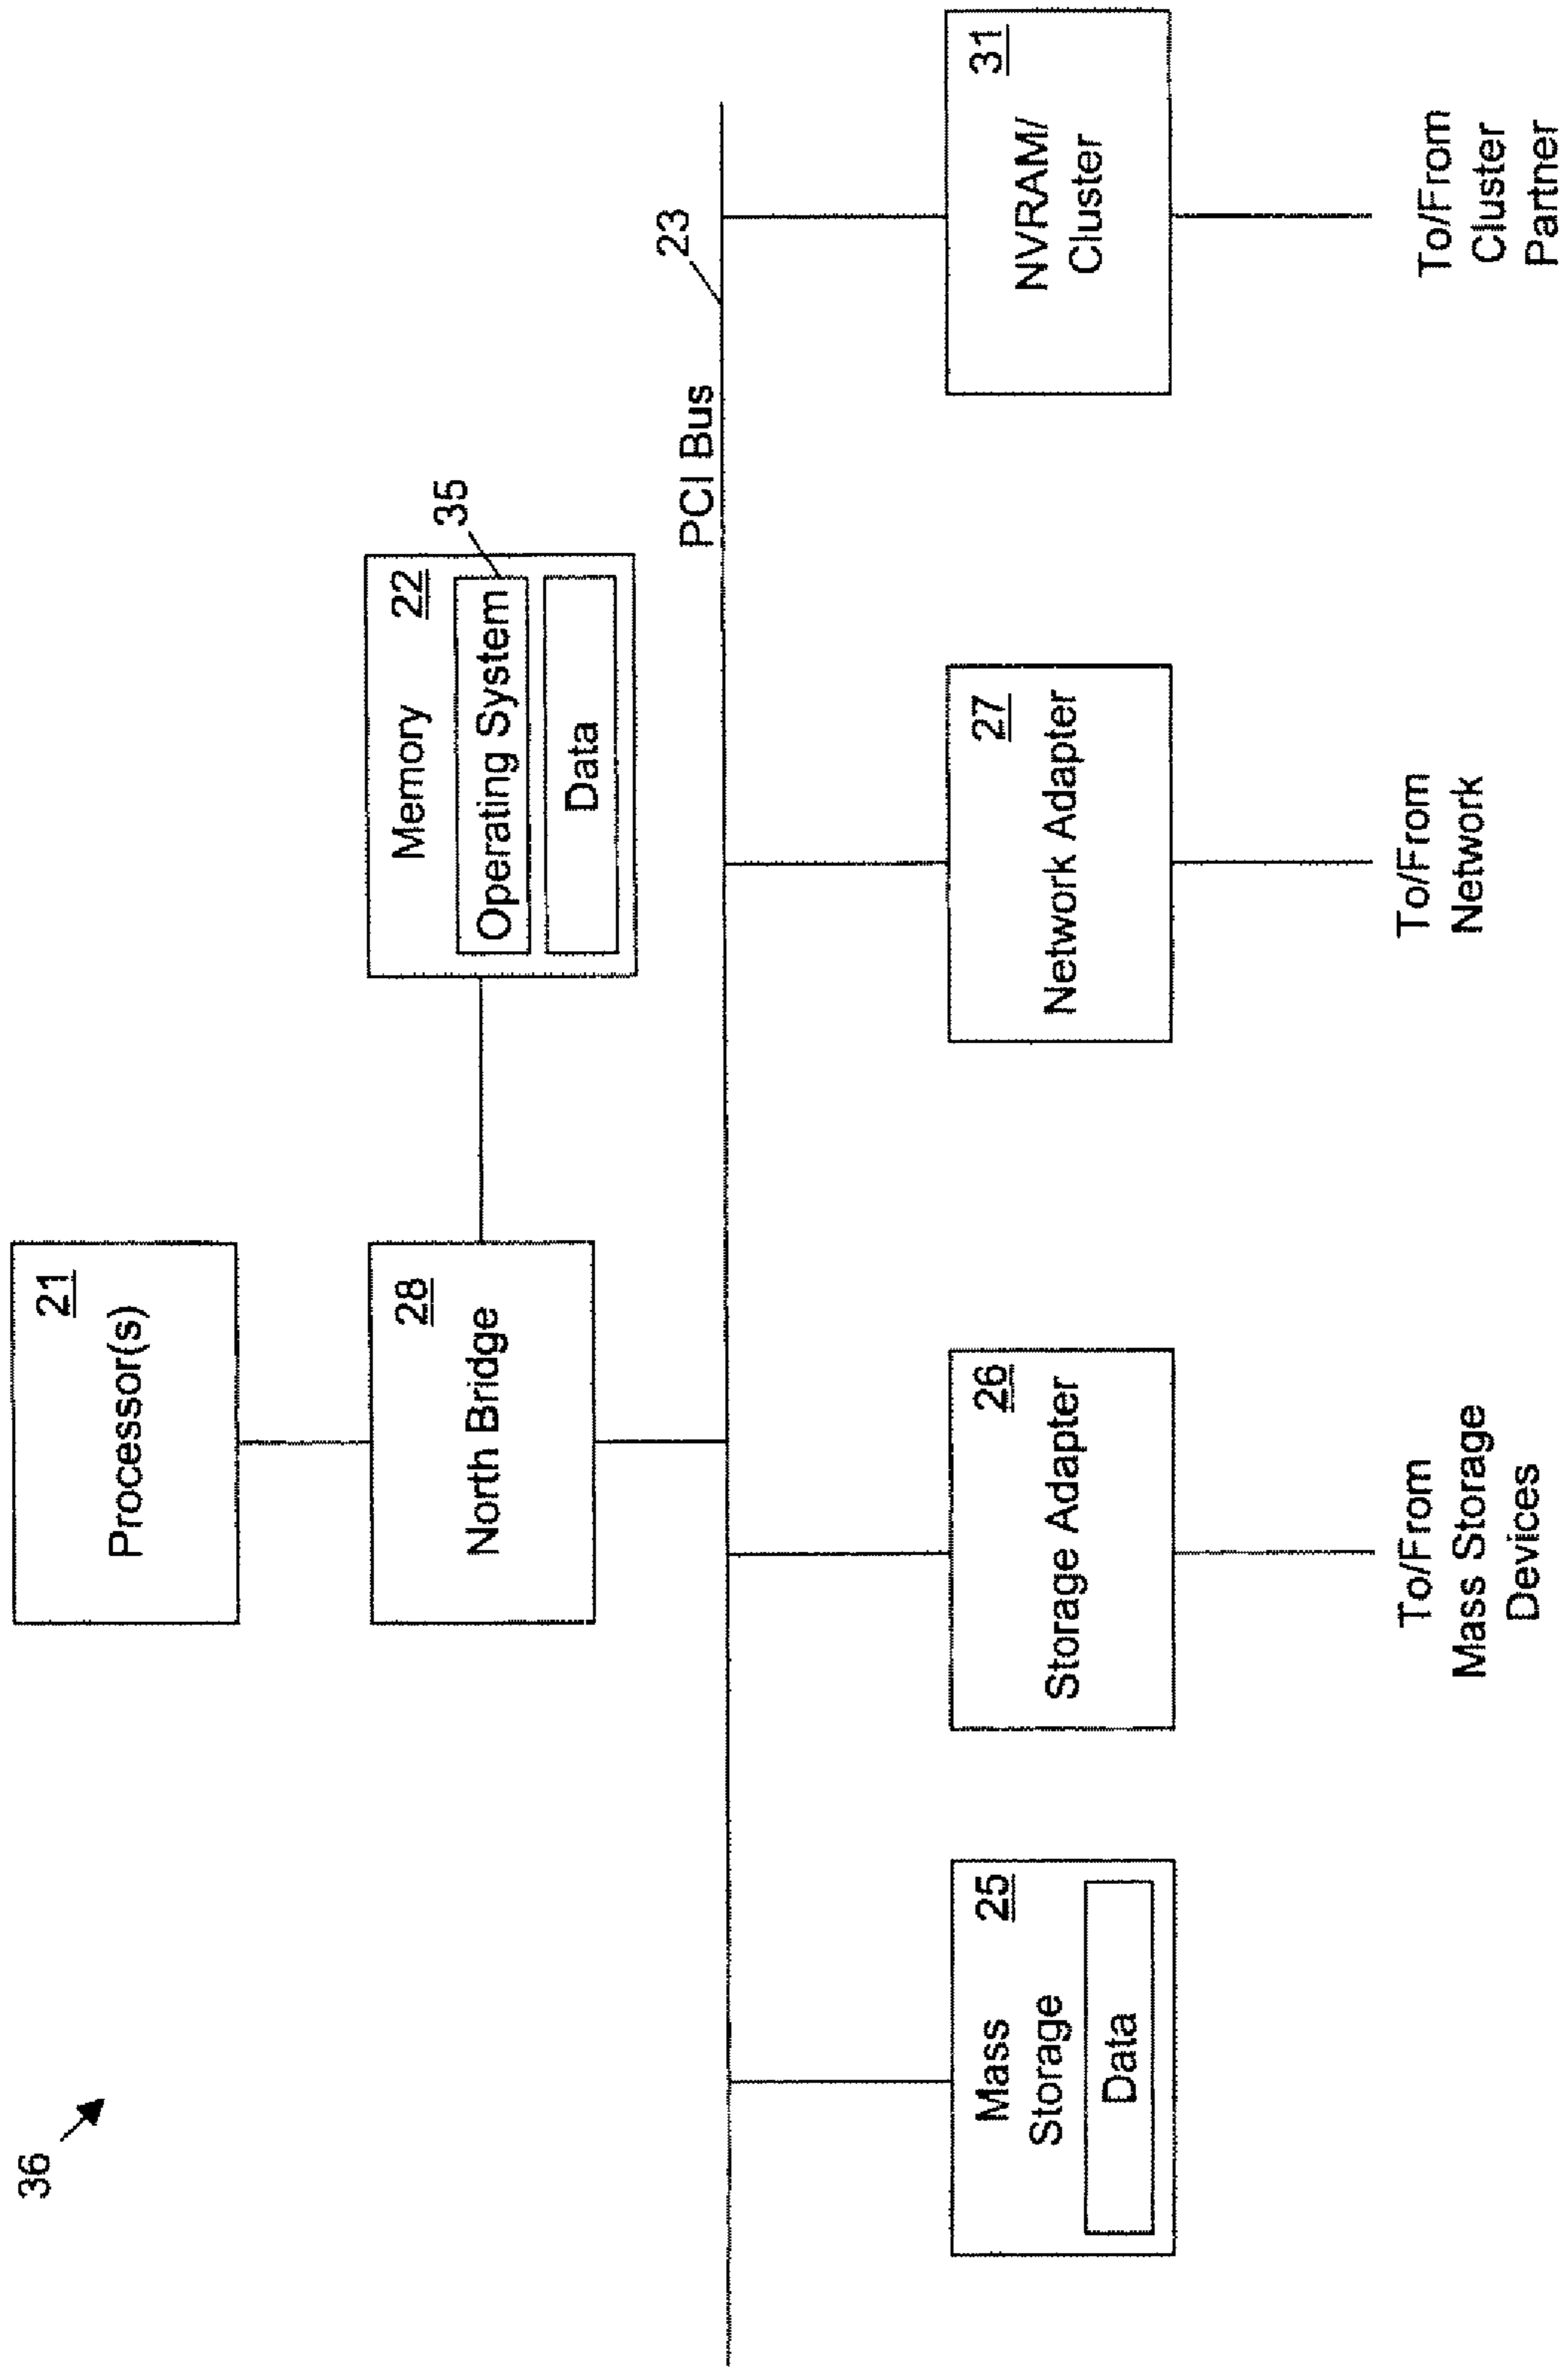 36
21
Processor(s)
28
North Bridge
Memory
22
Operating System
35
Data
PCI Bus
23
25
Mass
Storage
Data
26
Storage Adapter
27
Network Adapter
31
NVRAM/
Cluster
To/From
Mass Storage
Devices
To/From
Network
To/From
Cluster
Partner